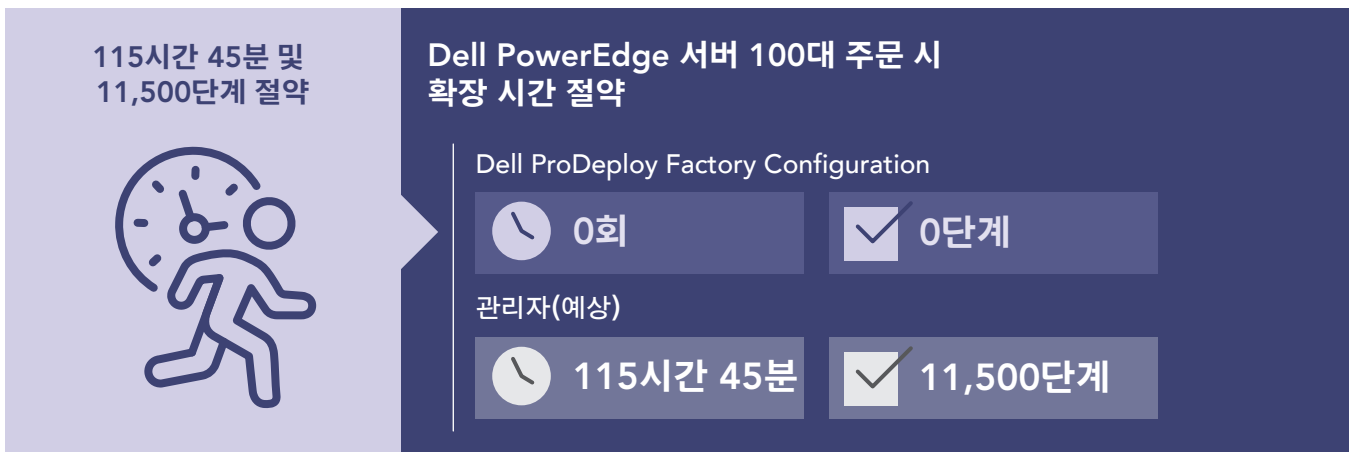 115시간 45분 및
11,500단계 절약
Dell PowerEdge 서버 100대 주문 시
확장 시간 절약
Dell ProDeploy Factory Configuration
0회
0단계
관리자(예상)
115시간 45분
11,500단계